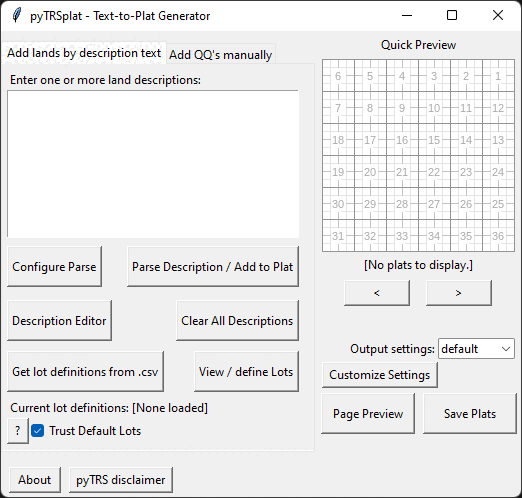 pyTRSplat - Text-to-Plat Generator
Add lands by description text
Add QQ's manually
Enter one or more land descriptions:
Configure Parse
Parse Description / Add to Plat
Description Editor
Clear All Descriptions
Get lot definitions from .csv
View / define Lots
Current lot definitions: [None loaded]
?
Trust Default Lots
About
pyTRS disclaimer
Quick Preview
6 5 4 3 2 1
7 8 9 10 11 12
18 17 16 15 14 13
19 20 21 22 23 24
30 29 28 27 26 25
31 32 33 34 35 36
[No plats to display.]
<
>
Output settings:
default
Customize Settings
Page Preview
Save Plats